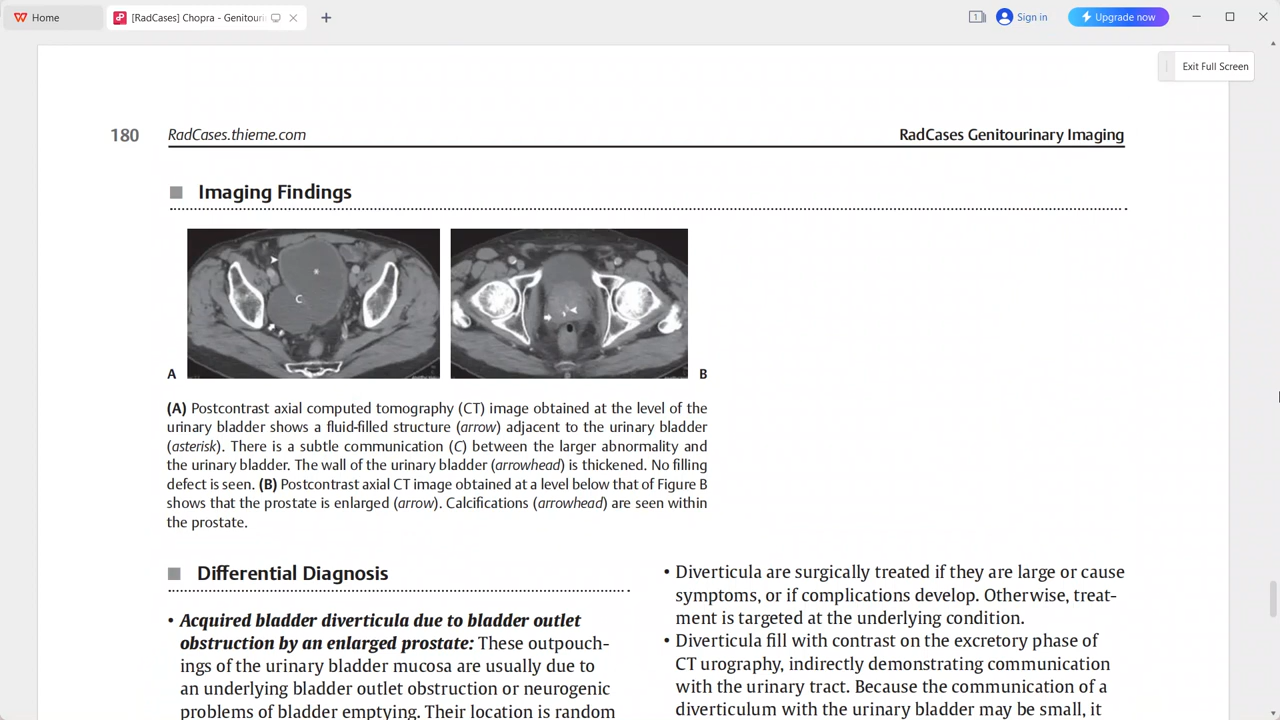 Home
[RadCases] Chopra - Genitouri
1
Sign in
Upgrade now
Exit Full Screen
180
RadCases.thieme.com
RadCases Genitourinary Imaging
Imaging Findings
C
A
B
(A) Postcontrast axial computed tomography (CT) image obtained at the level of the
urinary bladder shows a fluid-filled structure (arrow) adjacent to the urinary bladder
(asterisk). There is a subtle communication (C) between the larger abnormality and
the urinary bladder. The wall of the urinary bladder (arrowhead) is thickened. No filling
defect is seen. (B) Postcontrast axial CT image obtained at a level below that of Figure B
shows that the prostate is enlarged (arrow). Calcifications (arrowhead) are seen within
the prostate.
Differential Diagnosis
• Acquired bladder diverticula due to bladder outlet
obstruction by an enlarged prostate: These outpouch-
ings of the urinary bladder mucosa are usually due to
an underlying bladder outlet obstruction or neurogenic
problems of bladder emptying. Their location is random
• Diverticula are surgically treated if they are large or cause
symptoms, or if complications develop. Otherwise, treat-
ment is targeted at the underlying condition.
• Diverticula fill with contrast on the excretory phase of
CT urography, indirectly demonstrating communication
with the urinary tract. Because the communication of a
diverticulum with the urinary bladder may be small, it